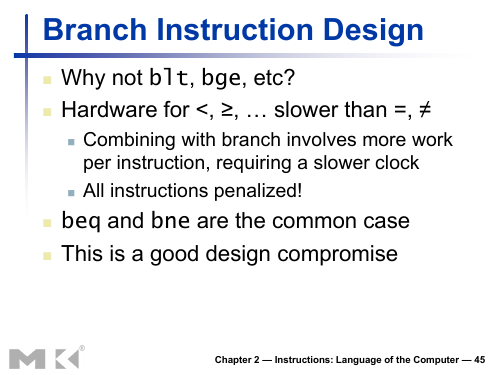 Branch Instruction Design
Why not blt, bge, etc?
Hardware for <, ≥, … slower than =, ≠
Combining with branch involves more work
per instruction, requiring a slower clock
All instructions penalized!
beq and bne are the common case
This is a good design compromise
MK®
Chapter 2 — Instructions: Language of the Computer — 45